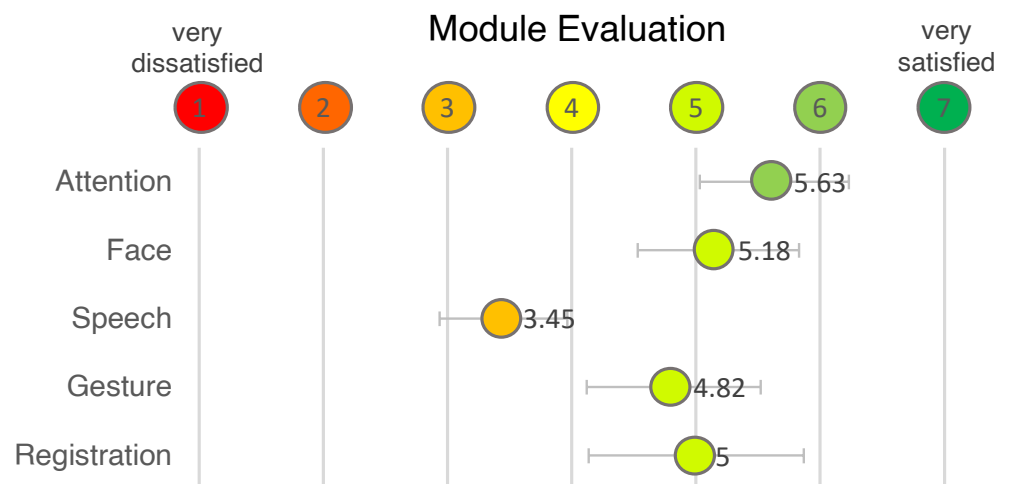 Module Evaluation
very
dissatisfied
very
satisfied
1 2 3 4 5 6 7
Attention 5.63
Face 5.18
Speech 3.45
Gesture 4.82
Registration 5